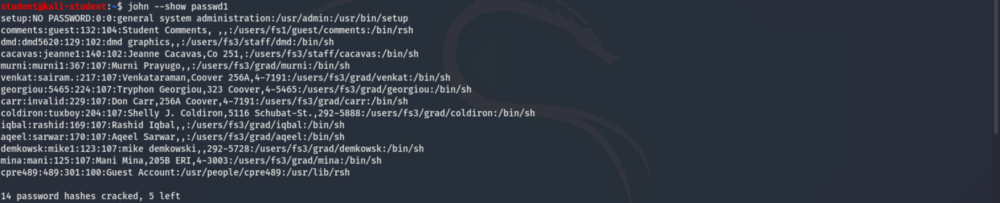 student@kali-student:~$ john --show passwd1
setup:NO PASSWORD:0:0:general system administration:/usr/admin:/usr/bin/setup
comments:guest:132:104:Student Comments, ,,:/users/fs1/guest/comments:/bin/rsh
dmd:dmd5620:129:102:dmd graphics,,:/users/fs3/staff/dmd:/bin/sh
cacavas:jeanne1:140:102:Jeanne Cacavas,Co 251,:/users/fs3/staff/cacavas:/bin/sh
murni:murni1:367:107:Murni Prayugo,,:/users/fs3/grad/murni:/bin/sh
venkat:sairam.:217:107:Venkataraman,Coover 256A,4-7191:/users/fs3/grad/venkat:/bin/sh
georgiou:5465:224:107:Tryphon Georgiou,323 Coover,4-5465:/users/fs3/grad/georgiou:/bin/sh
carr:invalid:229:107:Don Carr,256A Coover,4-7191:/users/fs3/grad/carr:/bin/sh
coldiron:tuxboy:204:107:Shelly J. Coldiron,5116 Schubat-St.,292-5888:/users/fs3/grad/coldiron:/bin/sh
iqbal:rashid:169:107:Rashid Iqbal,,:/users/fs3/grad/iqbal:/bin/sh
aqeel:sarwar:170:107:Aqeel Sarwar,,:/users/fs3/grad/aqeel:/bin/sh
demkowsk:mike1:123:107:mike demkowski,,292-5728:/users/fs3/grad/demkowsk:/bin/sh
mina:mani:125:107:Mani Mina,205B ERI,4-3003:/users/fs3/grad/mina:/bin/sh
cpre489:489:301:100:Guest Account:/usr/people/cpre489:/usr/lib/rsh
14 password hashes cracked, 5 left